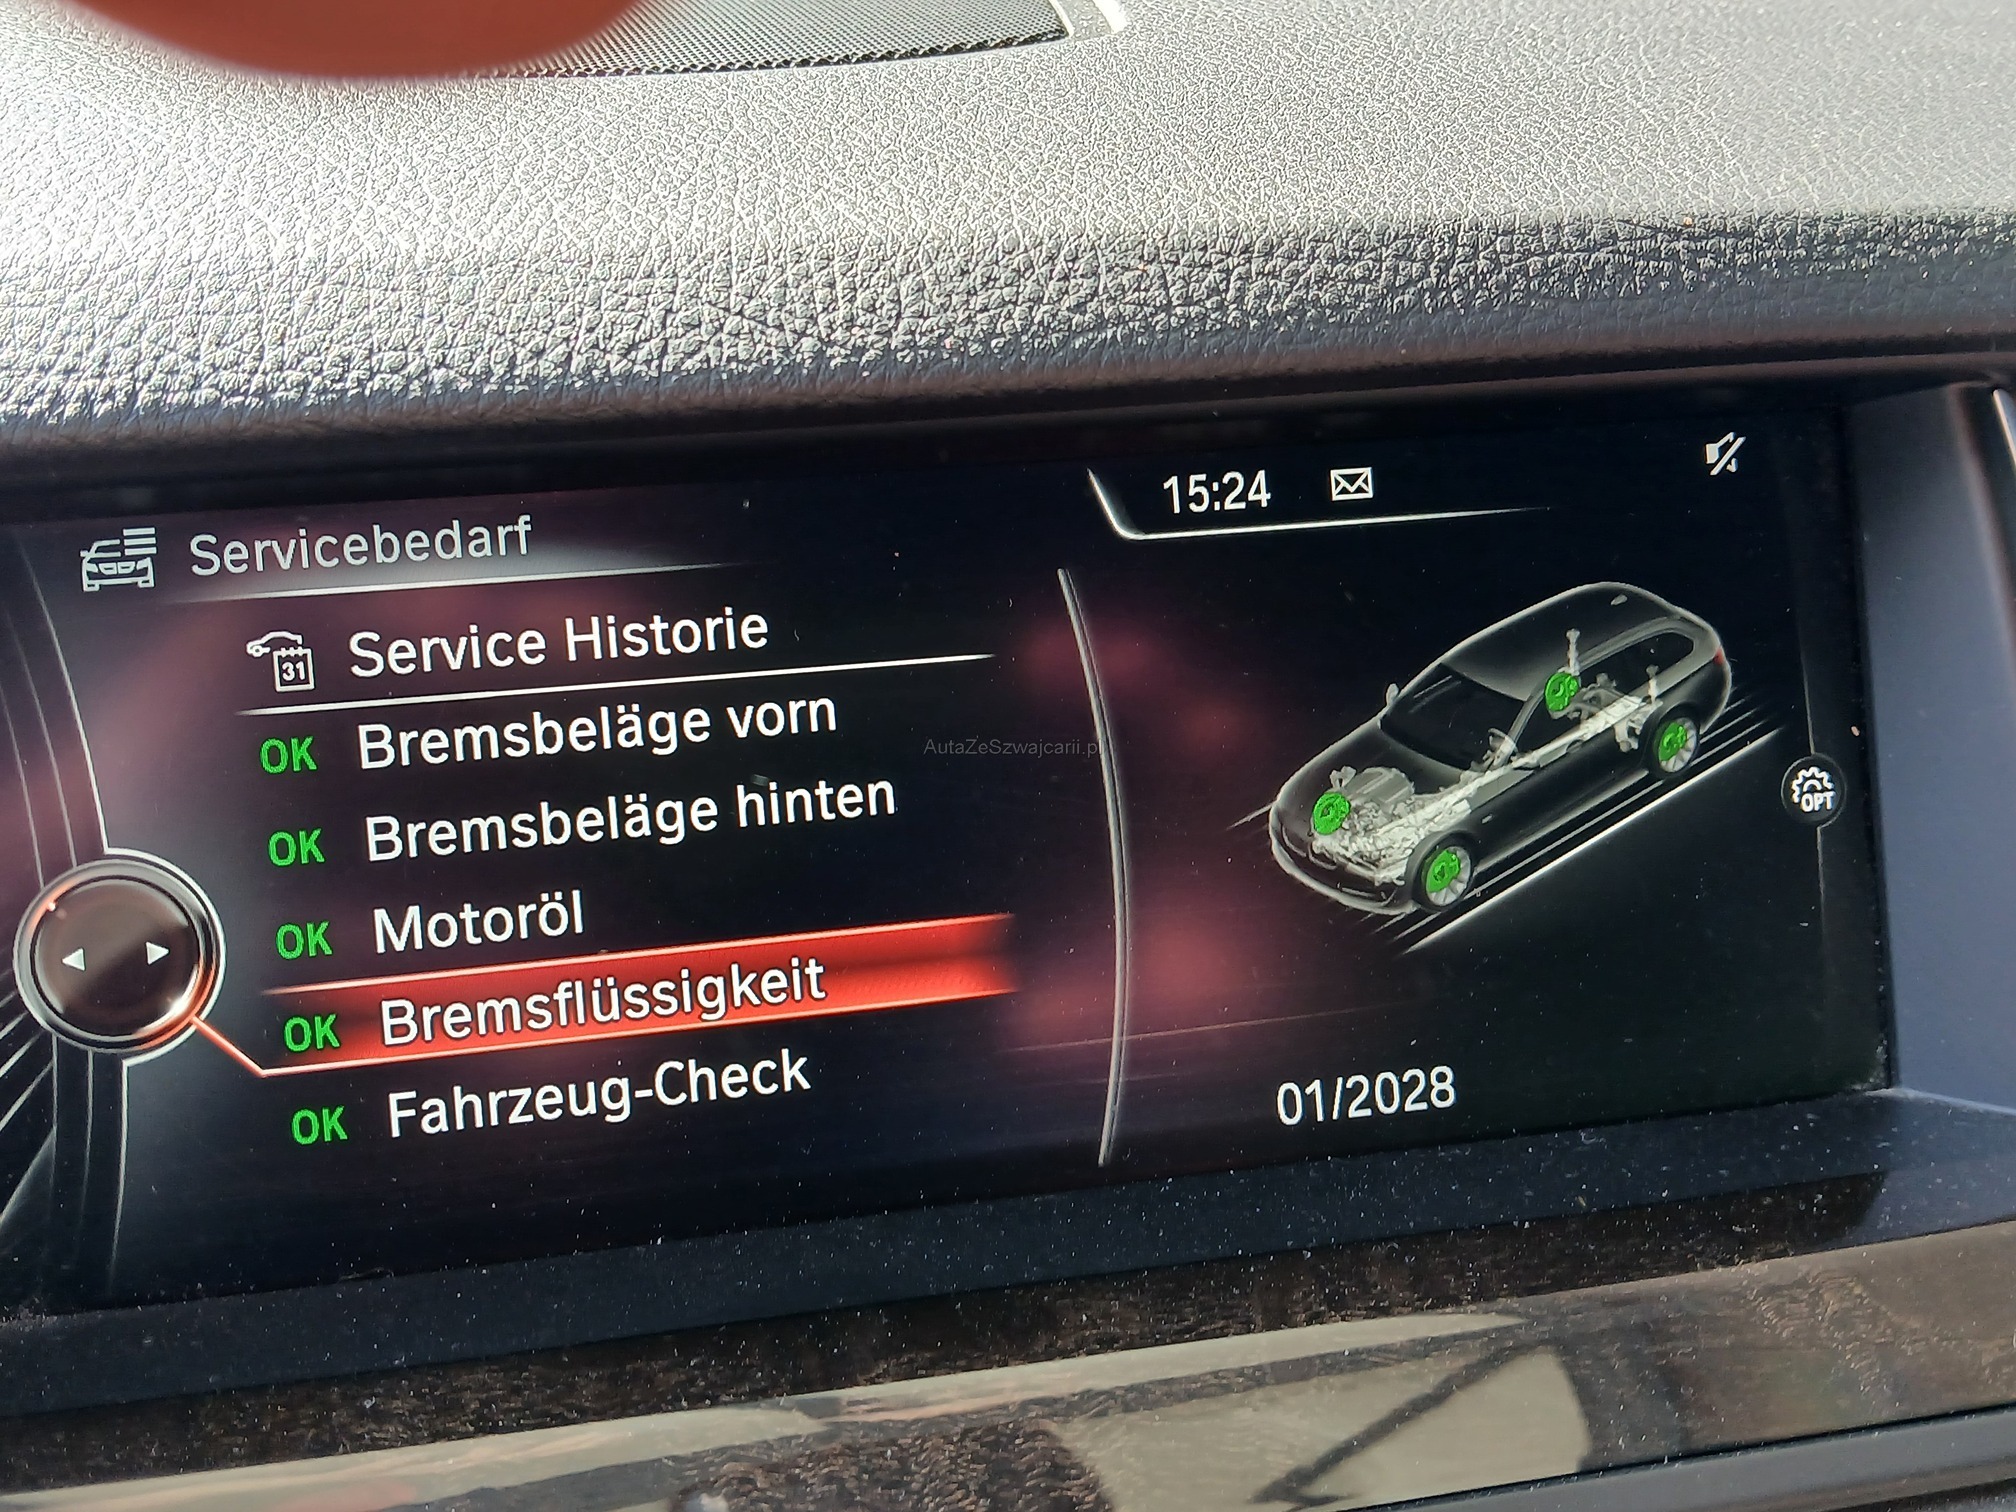 15:24
Servicebedarf
31
Service Historie
OK Bremsbeläge vorn
AutaZeSzwajcarii.pl
OK Bremsbeläge hinten
OPT
OK Motoröl
OK Bremsflüssigkeit
OK Fahrzeug-Check
01/2028